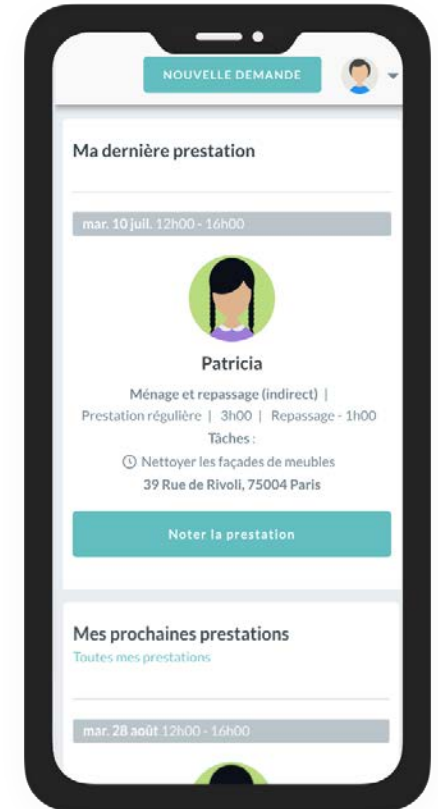 NOUVELLE DEMANDE
Ma dernière prestation
mar. 10 juil. 12h00 - 16h00
Patricia
Ménage et repassage (indirect) |
Prestation régulière | 3h00 | Repassage - 1h00
Tâches :
Nettoyer les façades de meubles
39 Rue de Rivoli, 75004 Paris
Noter la prestation
Mes prochaines prestations
Toutes mes prestations
mar. 28 août 12h00 - 16h00